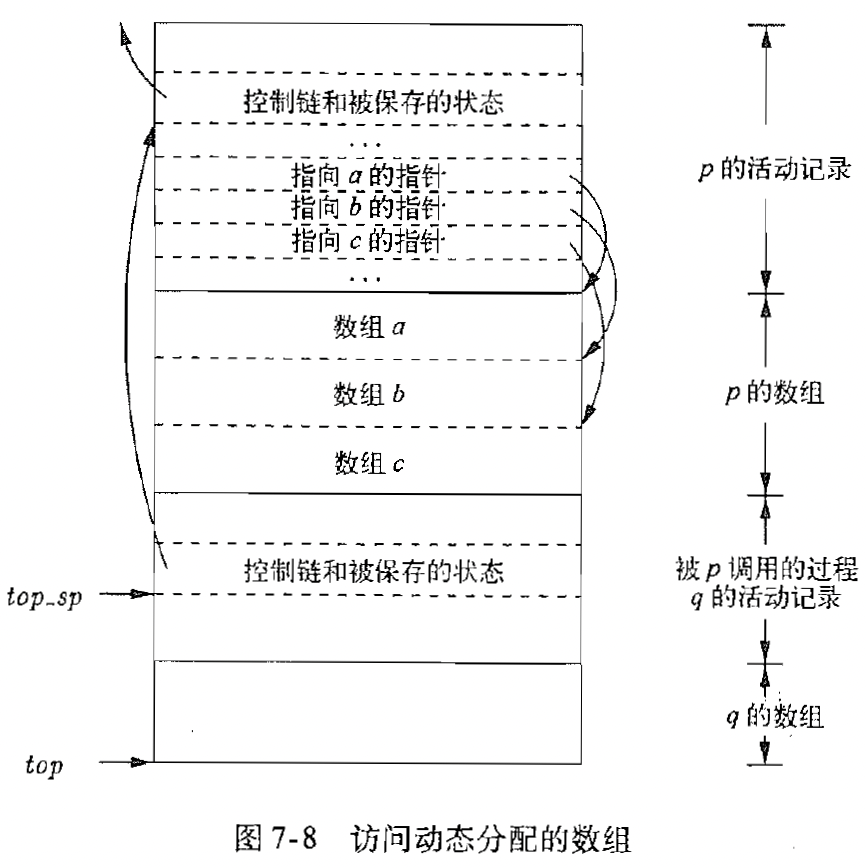 控制链和被保存的状态
...
指向 a 的指针
指向 b 的指针
指向 c 的指针
...
p 的活动记录
数组 a
数组 b
数组 c
p 的数组
控制链和被保存的状态
被 p 调用的过程
q 的活动记录
top_sp
q 的数组
top
图 7-8 访问动态分配的数组